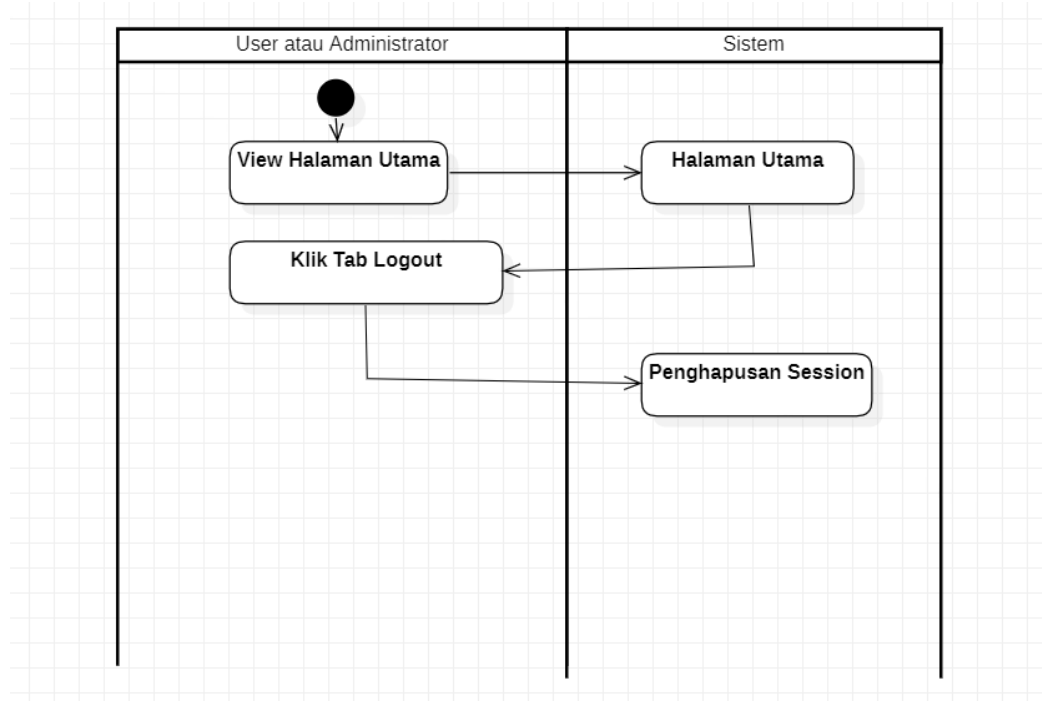 User atau Administrator
Sistem
View Halaman Utama
Halaman Utama
Klik Tab Logout
Penghapusan Session